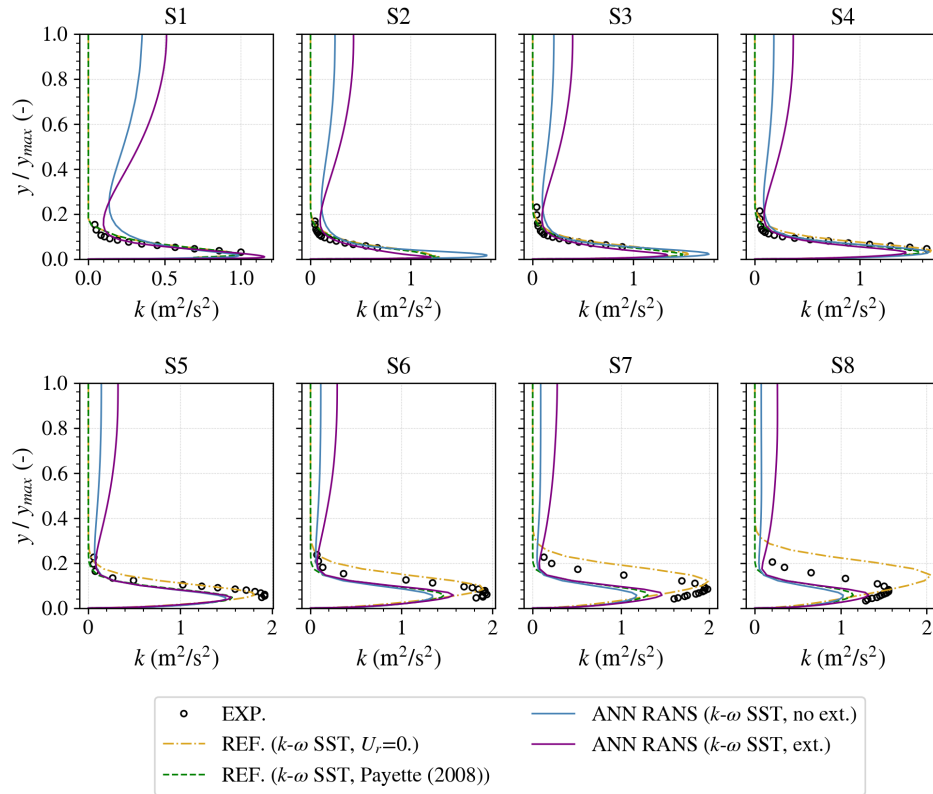 S1 S2 S3 S4
y / y_max (-)
1.0
0.8
0.6
0.4
0.2
0.0
0.0 0.5 1.0 0 1 0 1 0 1
k (m²/s²) k (m²/s²) k (m²/s²) k (m²/s²)
S5 S6 S7 S8
y / y_max (-)
1.0
0.8
0.6
0.4
0.2
0.0
0 1 2 0 1 2 0 1 2 0 1 2
k (m²/s²) k (m²/s²) k (m²/s²) k (m²/s²)
EXP.
REF. (k-ω SST, U_r=0.)
REF. (k-ω SST, Payette (2008))
ANN RANS (k-ω SST, no ext.)
ANN RANS (k-ω SST, ext.)